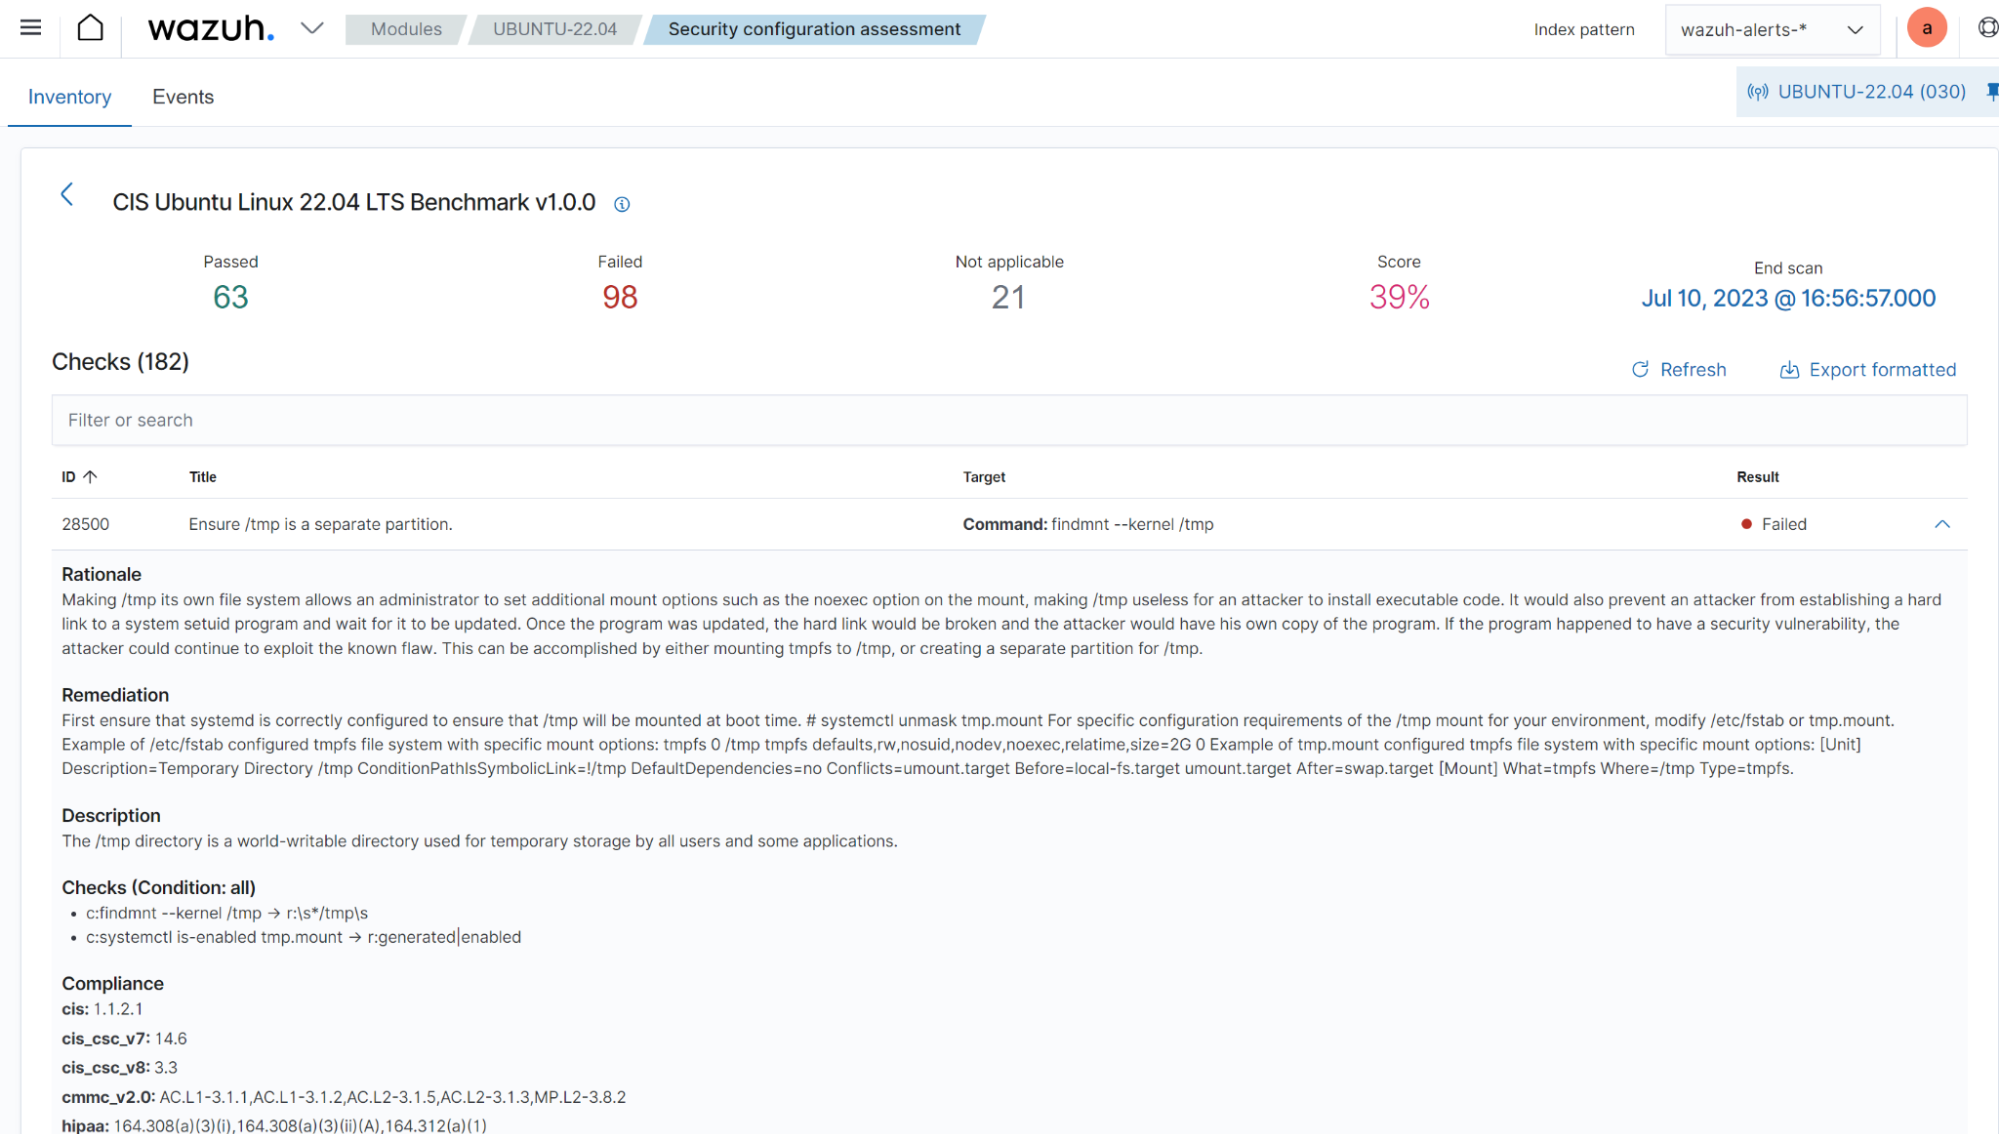 wazuh.
Modules
UBUNTU-22.04
Security configuration assessment
Index pattern
wazuh-alerts-*
a
Inventory
Events
UBUNTU-22.04 (030)
CIS Ubuntu Linux 22.04 LTS Benchmark v1.0.0
Passed
63
Failed
98
Not applicable
21
Score
39%
End scan
Jul 10, 2023 @ 16:56:57.000
Checks (182)
Refresh
Export formatted
Filter or search
ID Title Target Result
28500 Ensure /tmp is a separate partition. Command: findmnt --kernel /tmp Failed
Rationale
Making /tmp its own file system allows an administrator to set additional mount options such as the noexec option on the mount, making /tmp useless for an attacker to install executable code. It would also prevent an attacker from establishing a hard
link to a system setuid program and wait for it to be updated. Once the program was updated, the hard link would be broken and the attacker would have his own copy of the program. If the program happened to have a security vulnerability, the
attacker could continue to exploit the known flaw. This can be accomplished by either mounting tmpfs to /tmp, or creating a separate partition for /tmp.
Remediation
First ensure that systemd is correctly configured to ensure that /tmp will be mounted at boot time. # systemctl unmask tmp.mount For specific configuration requirements of the /tmp mount for your environment, modify /etc/fstab or tmp.mount.
Example of /etc/fstab configured tmpfs file system with specific mount options: tmpfs 0 /tmp tmpfs defaults,rw,nosuid,nodev,noexec,relatime,size=2G 0 Example of tmp.mount configured tmpfs file system with specific mount options: [Unit]
Description=Temporary Directory /tmp ConditionPathIsSymbolicLink=!/tmp DefaultDependencies=no Conflicts=umount.target Before=local-fs.target umount.target After=swap.target [Mount] What=tmpfs Where=/tmp Type=tmpfs.
Description
The /tmp directory is a world-writable directory used for temporary storage by all users and some applications.
Checks (Condition: all)
• c:findmnt --kernel /tmp → r:\s*/tmp\s
• c:systemctl is-enabled tmp.mount → r:generated|enabled
Compliance
cis: 1.1.2.1
cis_csc_v7: 14.6
cis_csc_v8: 3.3
cmmc_v2.0: AC.L1-3.1.1,AC.L1-3.1.2,AC.L2-3.1.5,AC.L2-3.1.3,MP.L2-3.8.2
hipaa: 164.308(a)(3)(i),164.308(a)(3)(ii)(A),164.312(a)(1)